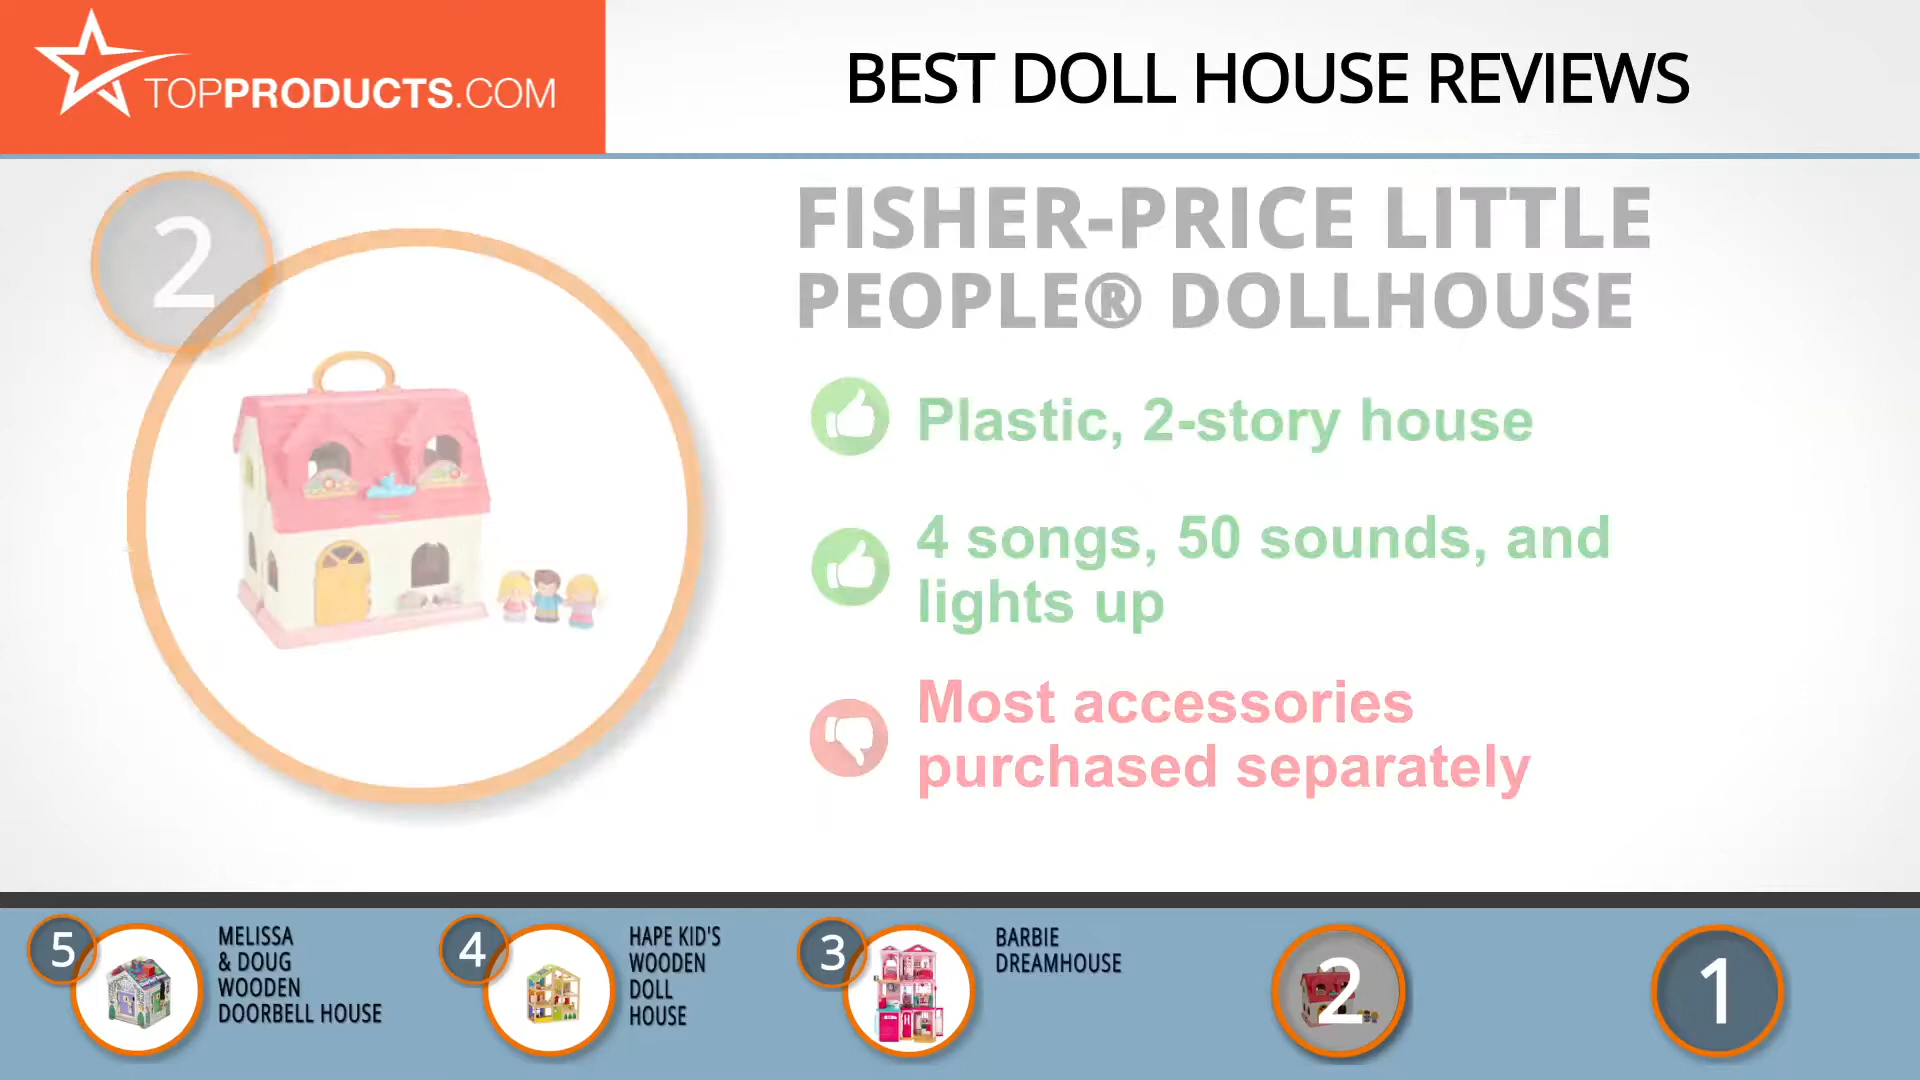 TOPPRODUCTS.COM
BEST DOLL HOUSE REVIEWS
2
FISHER-PRICE LITTLE
PEOPLE® DOLLHOUSE
Plastic, 2-story house
4 songs, 50 sounds, and
lights up
Most accessories
purchased separately
5
MELISSA
& DOUG
WOODEN
DOORBELL HOUSE
4
HAPE KID'S
WOODEN
DOLL
HOUSE
3
BARBIE
DREAMHOUSE
2
1